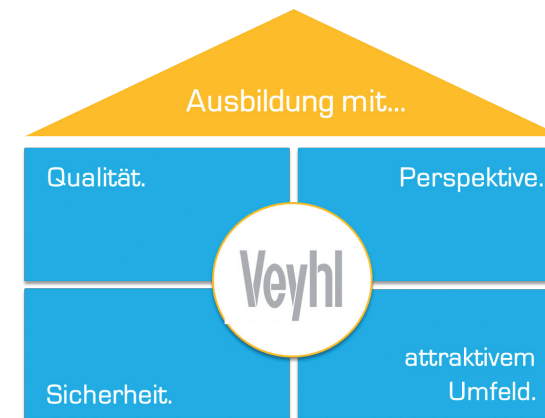 Ausbildung mit...
Qualität.
Perspektive.
Veyhl
Sicherheit.
attraktivem
Umfeld.